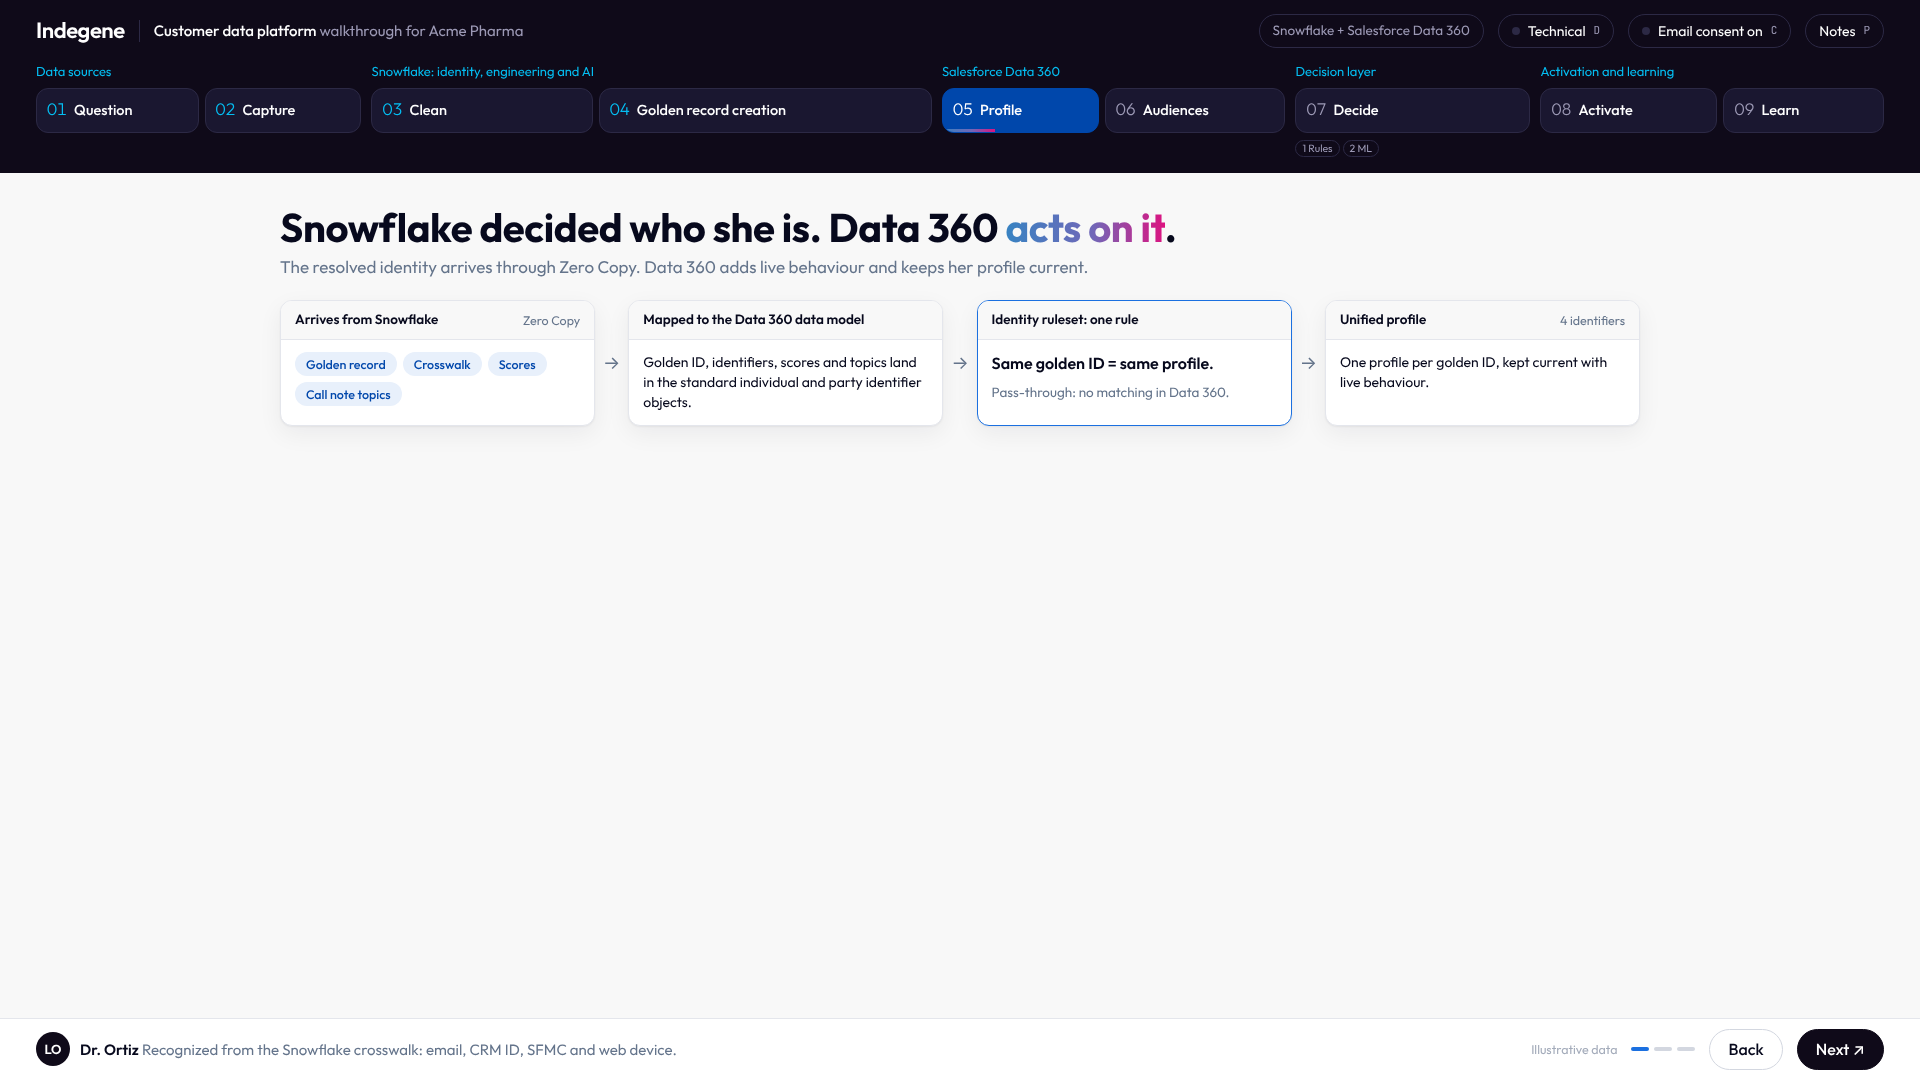 Indegene
Customer data platform walkthrough for Acme Pharma
Snowflake + Salesforce Data 360
Technical D
Email consent on C
Notes P
Data sources
Snowflake: identity, engineering and AI
Salesforce Data 360
Decision layer
Activation and learning
01 Question
02 Capture
03 Clean
04 Golden record creation
05 Profile
06 Audiences
07 Decide
08 Activate
09 Learn
1 Rules
2 ML
Snowflake decided who she is. Data 360 acts on it.
The resolved identity arrives through Zero Copy. Data 360 adds live behaviour and keeps her profile current.
Arrives from Snowflake
Zero Copy
Golden record
Crosswalk
Scores
Call note topics
→
Mapped to the Data 360 data model
Golden ID, identifiers, scores and topics land
in the standard individual and party identifier
objects.
→
Identity ruleset: one rule
Same golden ID = same profile.
Pass-through: no matching in Data 360.
→
Unified profile
4 identifiers
One profile per golden ID, kept current with
live behaviour.
LO
Dr. Ortiz Recognized from the Snowflake crosswalk: email, CRM ID, SFMC and web device.
Illustrative data
Back
Next ↗